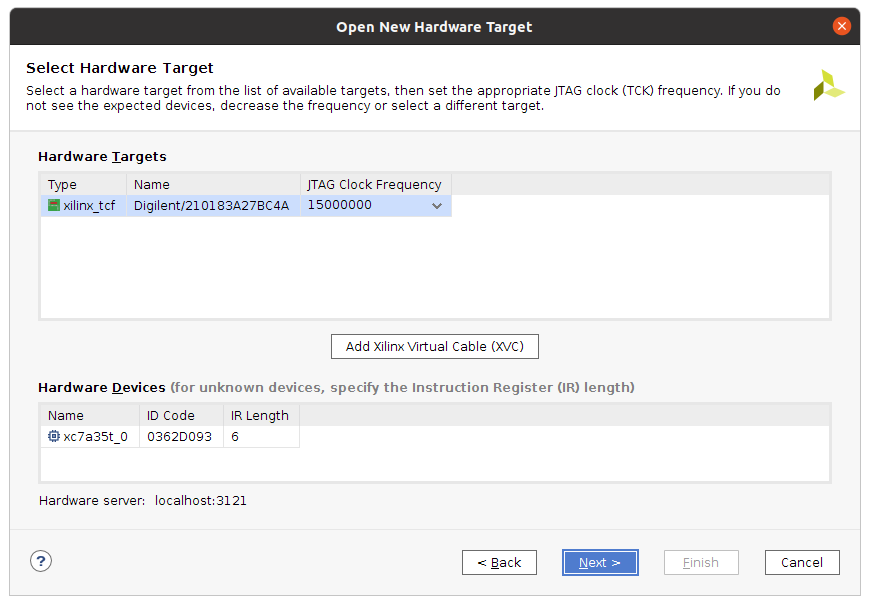 Open New Hardware Target
Select Hardware Target
Select a hardware target from the list of available targets, then set the appropriate JTAG clock (TCK) frequency. If you do
not see the expected devices, decrease the frequency or select a different target.
Hardware Targets
Type Name JTAG Clock Frequency
xilinx_tcf Digilent/210183A27BC4A 15000000
Add Xilinx Virtual Cable (XVC)
Hardware Devices (for unknown devices, specify the Instruction Register (IR) length)
Name ID Code IR Length
xc7a35t_0 0362D093 6
Hardware server: localhost:3121
? < Back Next > Finish Cancel